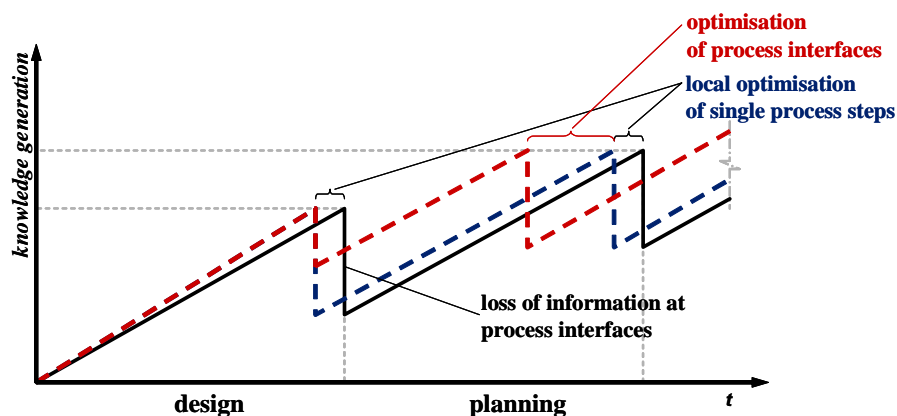 optimisation
of process interfaces
local optimisation
of single process steps
knowledge generation
loss of information at
process interfaces
design
planning
t